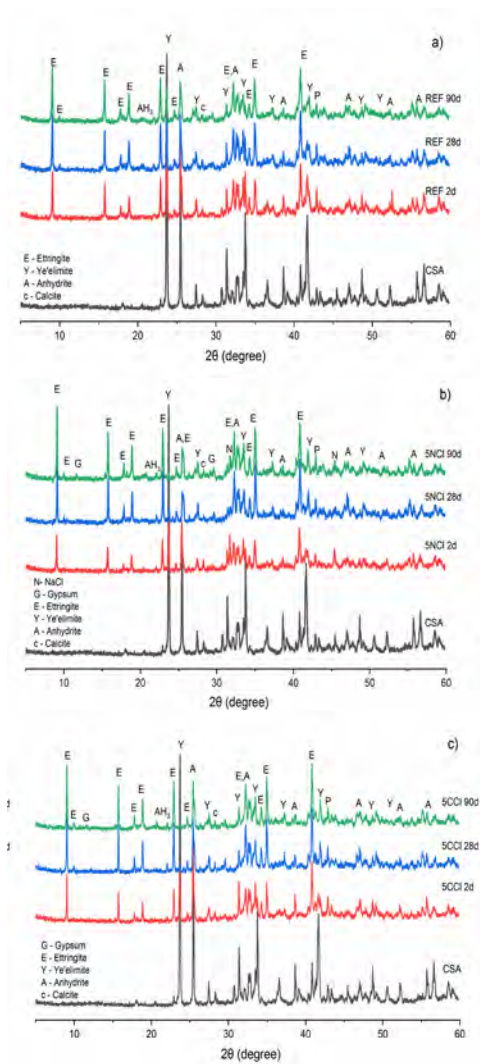 a)
Y
E
E
E
E
E
AH3
E
A
Y
c
E,A
Y
Y
E
E
Y
A
E
Y
P
A
Y
Y
A
A
REF 90d
REF 28d
REF 2d
CSA
E - Ettringite
Y - Ye'elimite
A - Anhydrite
c - Calcite
10 20 30 40 50 60
2θ (degree)
b)
E
E
G
E
E
E
AH3
E
E
Y
A,E
Y
c
G
N
E,A
Y
E
E
Y
A
E
Y
P
N
A
Y
A
A
5NCl 90d
5NCl 28d
5NCl 2d
CSA
N- NaCl
G - Gypsum
E - Ettringite
Y - Ye'elimite
A - Anhydrite
c - Calcite
10 20 30 40 50 60
2θ (degree)
c)
E
E
G
E
E
E
AH3
E
E
Y
A
Y
c
Y
E,A
Y
E
E
Y
A
E
Y
P
A
Y
Y
A
A
5CCl 90d
5CCl 28d
5CCl 2d
CSA
G - Gypsum
E - Ettringite
Y - Ye'elimite
A - Anhydrite
c - Calcite
10 20 30 40 50 60
2θ (degree)